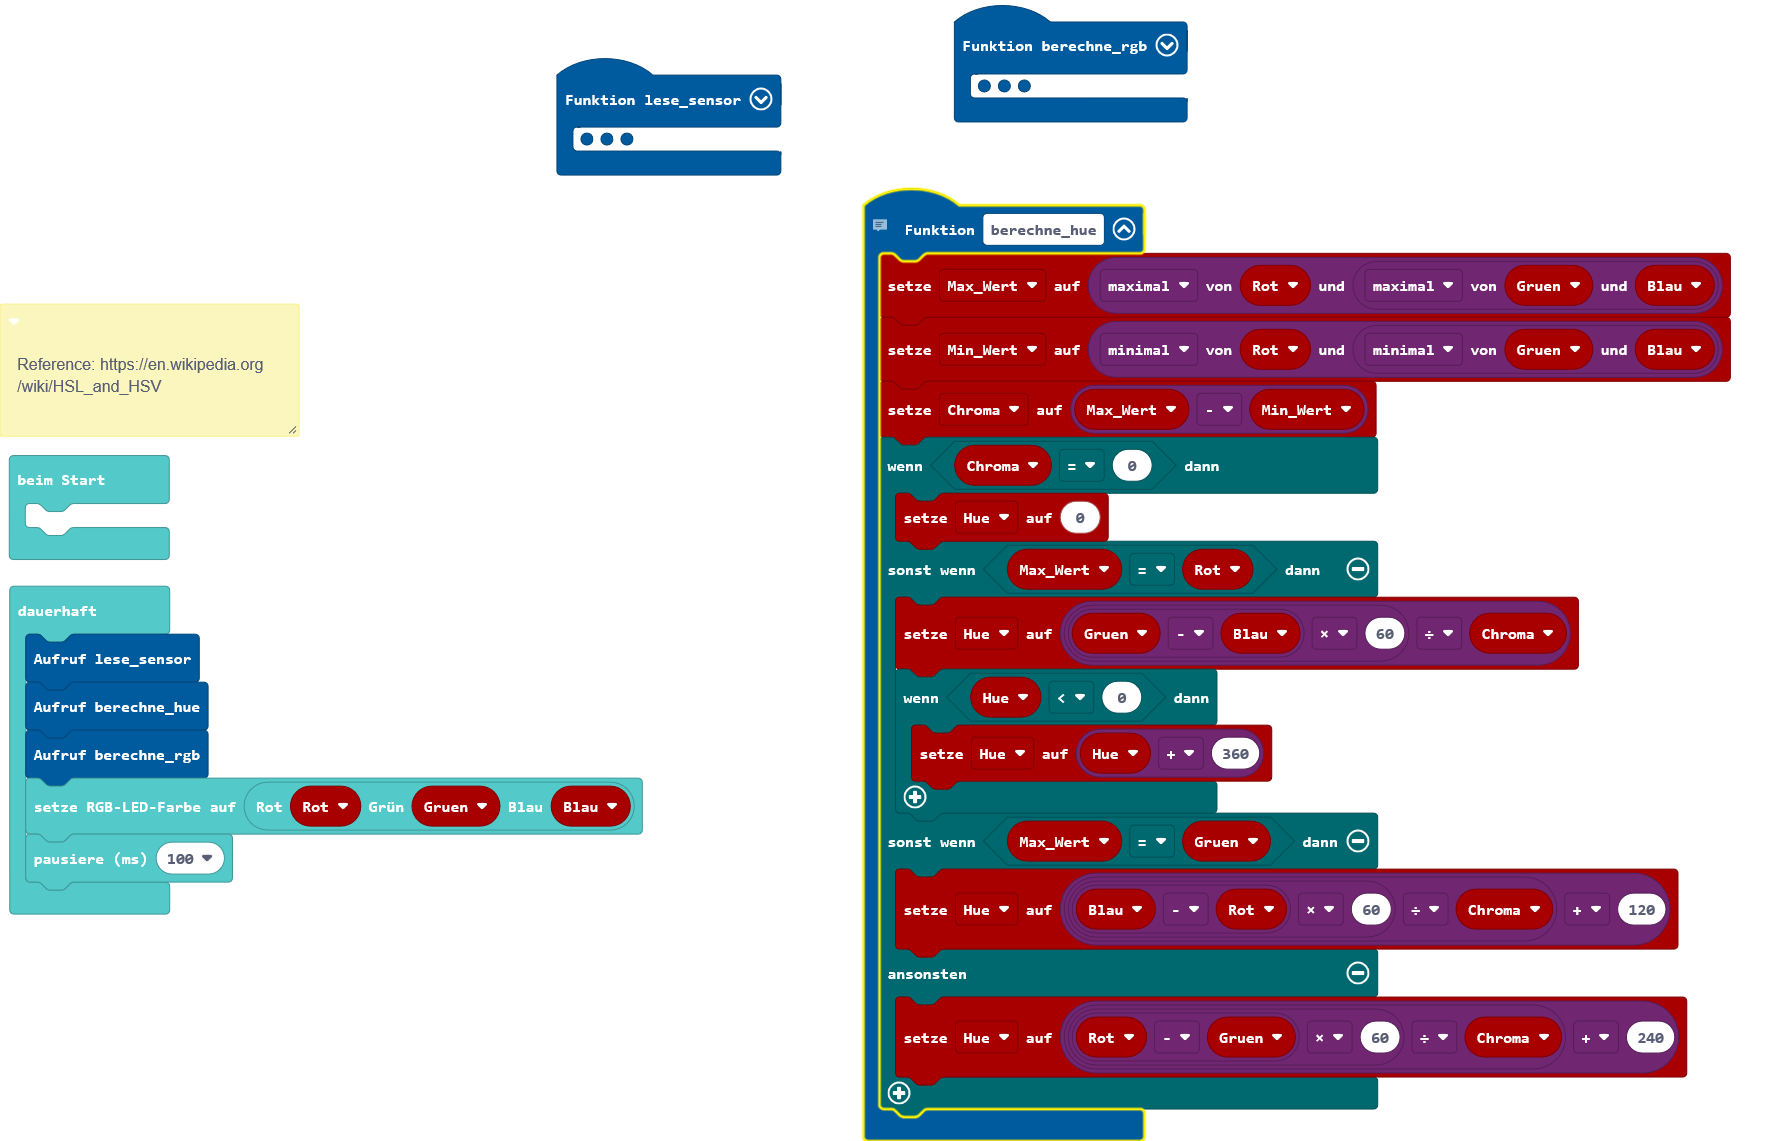 Funktion berechne_rgb
Funktion lese_sensor
Reference: https://en.wikipedia.org
/wiki/HSL_and_HSV
beim Start
dauerhaft
Aufruf lese_sensor
Aufruf berechne_hue
Aufruf berechne_rgb
setze RGB-LED-Farbe auf Rot Rot Grün Gruen Blau Blau
pausiere (ms) 100
Funktion berechne_hue
setze Max_Wert auf maximal von Rot und maximal von Gruen und Blau
setze Min_Wert auf minimal von Rot und minimal von Gruen und Blau
setze Chroma auf Max_Wert - Min_Wert
wenn Chroma = 0 dann
setze Hue auf 0
sonst wenn Max_Wert = Rot dann
setze Hue auf Gruen - Blau × 60 ÷ Chroma
wenn Hue < 0 dann
setze Hue auf Hue + 360
sonst wenn Max_Wert = Gruen dann
setze Hue auf Blau - Rot × 60 ÷ Chroma + 120
ansonsten
setze Hue auf Rot - Gruen × 60 ÷ Chroma + 240